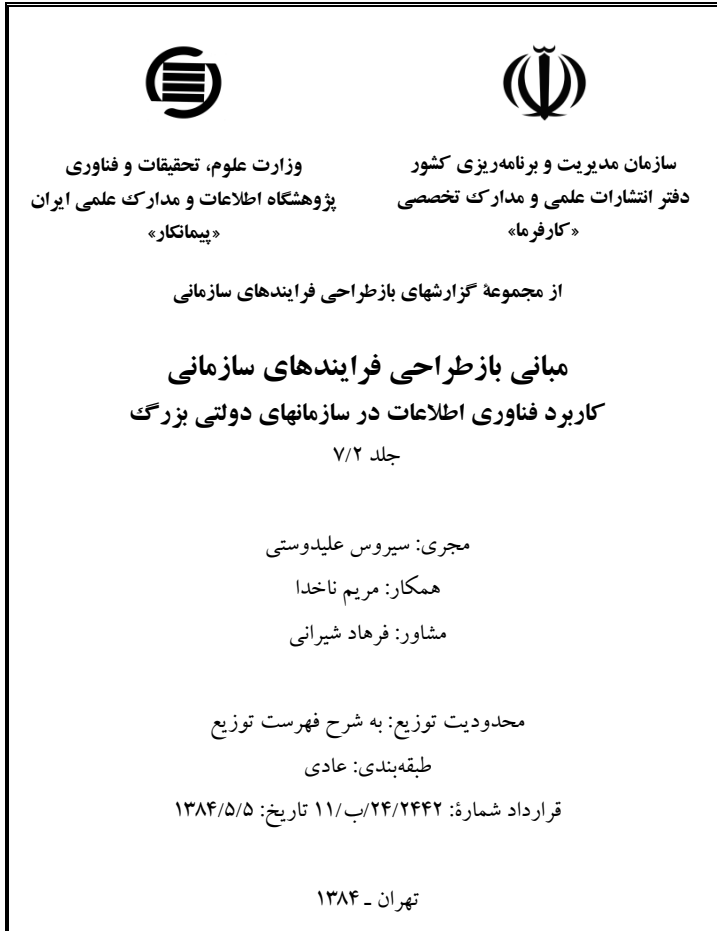 سازمان مدیریت و برنامه‌ریزی کشور
دفتر انتشارات علمی و مدارک تخصصی
«کارفرما»
وزارت علوم، تحقیقات و فناوری
پژوهشگاه اطلاعات و مدارک علمی ایران
«پیمانکار»
از مجموعهٔ گزارشهای بازطراحی فرایندهای سازمانی
مبانی بازطراحی فرایندهای سازمانی
کاربرد فناوری اطلاعات در سازمانهای دولتی بزرگ
جلد ۷/۲
مجری: سیروس علیدوستی
همکار: مریم ناخدا
مشاور: فرهاد شیرانی
محدودیت توزیع: به شرح فهرست توزیع
طبقه‌بندی: عادی
قرارداد شمارهٔ: ۲۴/۲۴۴۲/ب/۱۱ تاریخ: ۱۳۸۴/۵/۵
تهران ـ ۱۳۸۴